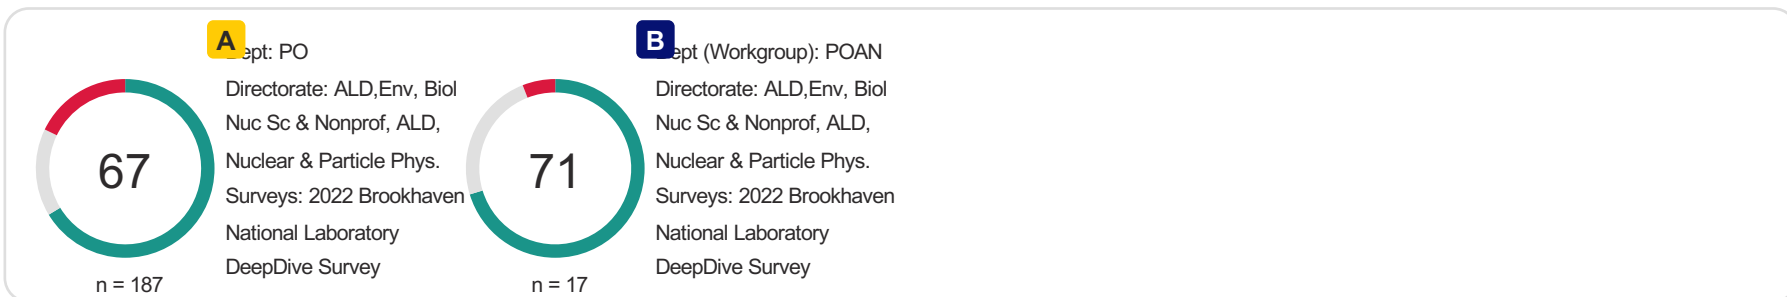 A
ept: PO
Directorate: ALD,Env, Biol
Nuc Sc & Nonprof, ALD,
Nuclear & Particle Phys.
Surveys: 2022 Brookhaven
National Laboratory
DeepDive Survey
67
n = 187
B
ept (Workgroup): POAN
Directorate: ALD,Env, Biol
Nuc Sc & Nonprof, ALD,
Nuclear & Particle Phys.
Surveys: 2022 Brookhaven
National Laboratory
DeepDive Survey
71
n = 17